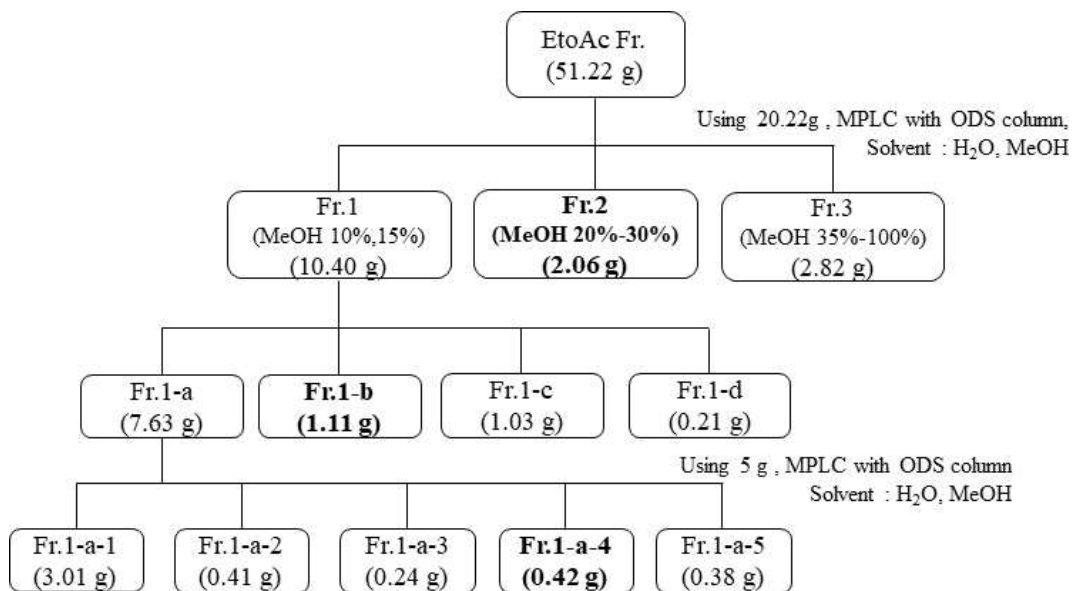 EtoAc Fr.
(51.22 g)
Using 20.22g , MPLC with ODS column,
Solvent : H₂O, MeOH
Fr.1
(MeOH 10%,15%)
(10.40 g)
Fr.2
(MeOH 20%-30%)
(2.06 g)
Fr.3
(MeOH 35%-100%)
(2.82 g)
Fr.1-a
(7.63 g)
Fr.1-b
(1.11 g)
Fr.1-c
(1.03 g)
Fr.1-d
(0.21 g)
Using 5 g , MPLC with ODS column
Solvent : H₂O, MeOH
Fr.1-a-1
(3.01 g)
Fr.1-a-2
(0.41 g)
Fr.1-a-3
(0.24 g)
Fr.1-a-4
(0.42 g)
Fr.1-a-5
(0.38 g)